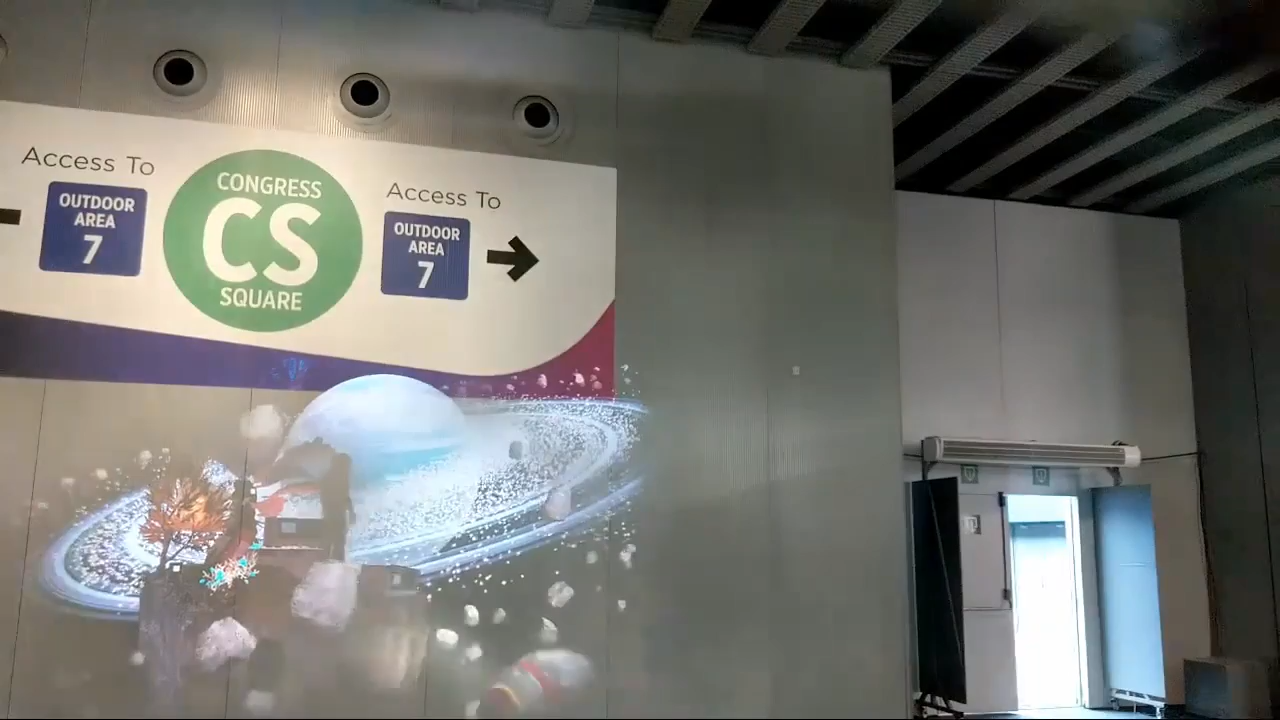 Access To
OUTDOOR
AREA
7
CONGRESS
CS
SQUARE
Access To
OUTDOOR
AREA
7